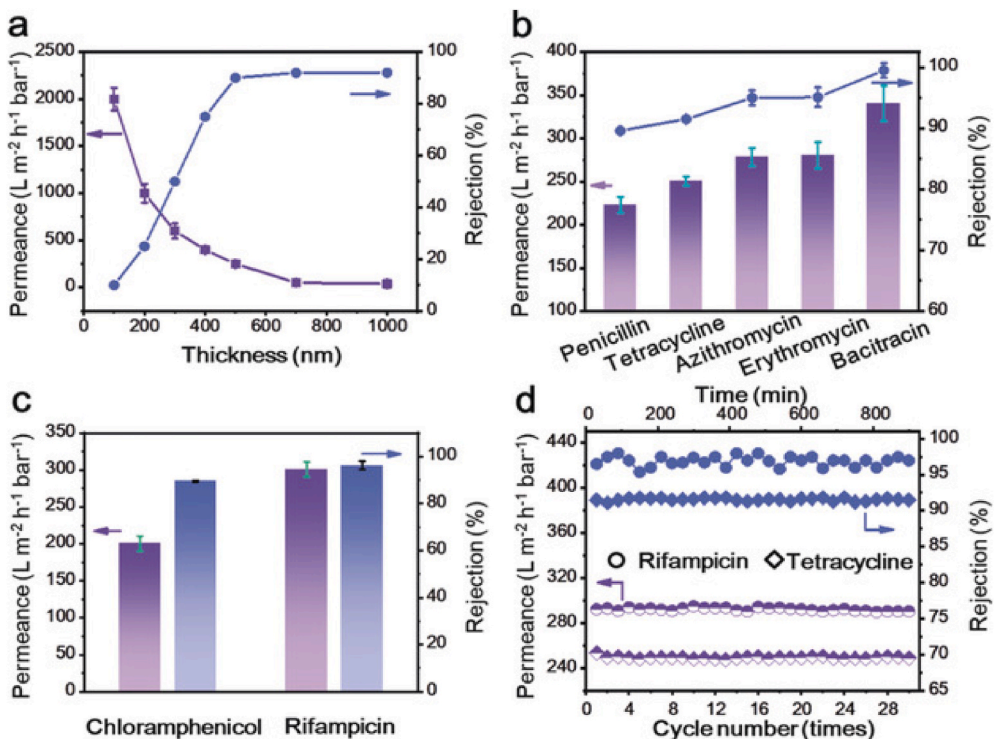 a
Permeance (L m⁻² h⁻¹ bar⁻¹)
2500
2000
1500
1000
500
0
100
80
60
40
20
10
0
Rejection (%)
0 200 400 600 800 1000
Thickness (nm)
b
Permeance (L m⁻² h⁻¹ bar⁻¹)
400
350
300
250
200
150
100
100
90
80
70
60
Rejection (%)
Penicillin
Tetracycline
Azithromycin
Erythromycin
Bacitracin
c
Permeance (L m⁻² h⁻¹ bar⁻¹)
350
300
250
200
150
100
50
0
100
80
60
40
20
0
Rejection (%)
Chloramphenicol Rifampicin
d
Time (min)
0 200 400 600 800
Permeance (L m⁻² h⁻¹ bar⁻¹)
440
400
360
320
280
240
100
95
90
85
80
75
70
65
Rejection (%)
Rifampicin Tetracycline
0 4 8 12 16 20 24 28
Cycle number (times)